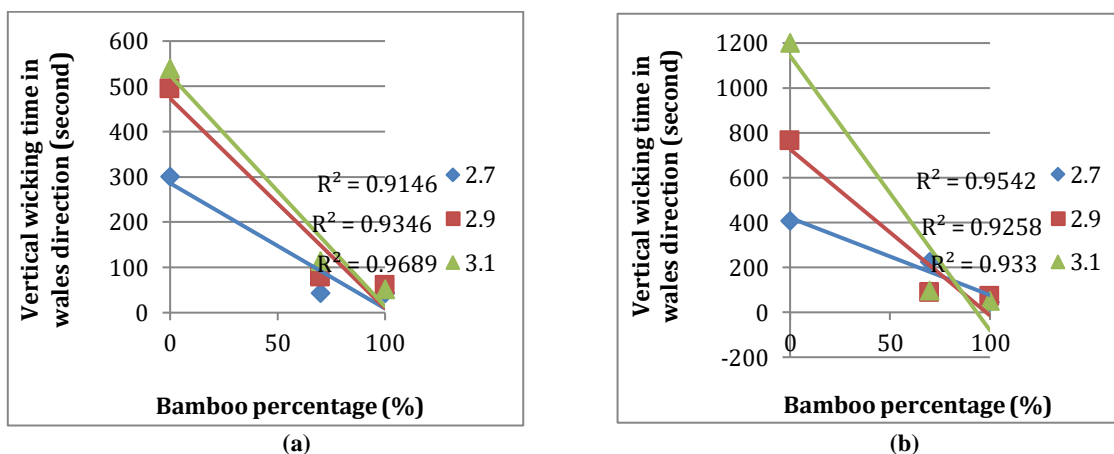 Vertical wicking time in
wales direction (second)
600
500
400
300
200
100
0
0
50
100
R² = 0.9146
R² = 0.9346
R² = 0.9689
2.7
2.9
3.1
Bamboo percentage (%)
(a)
Vertical wicking time in
wales direction (second)
1200
1000
800
600
400
200
0
-200
0
50
100
R² = 0.9542
R² = 0.9258
R² = 0.933
2.7
2.9
3.1
Bamboo percentage (%)
(b)